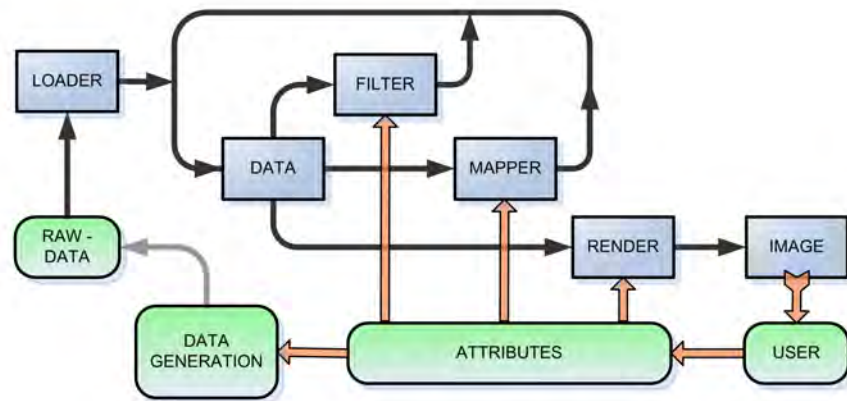 LOADER
FILTER
DATA
MAPPER
RAW -
DATA
RENDER
IMAGE
DATA
GENERATION
ATTRIBUTES
USER